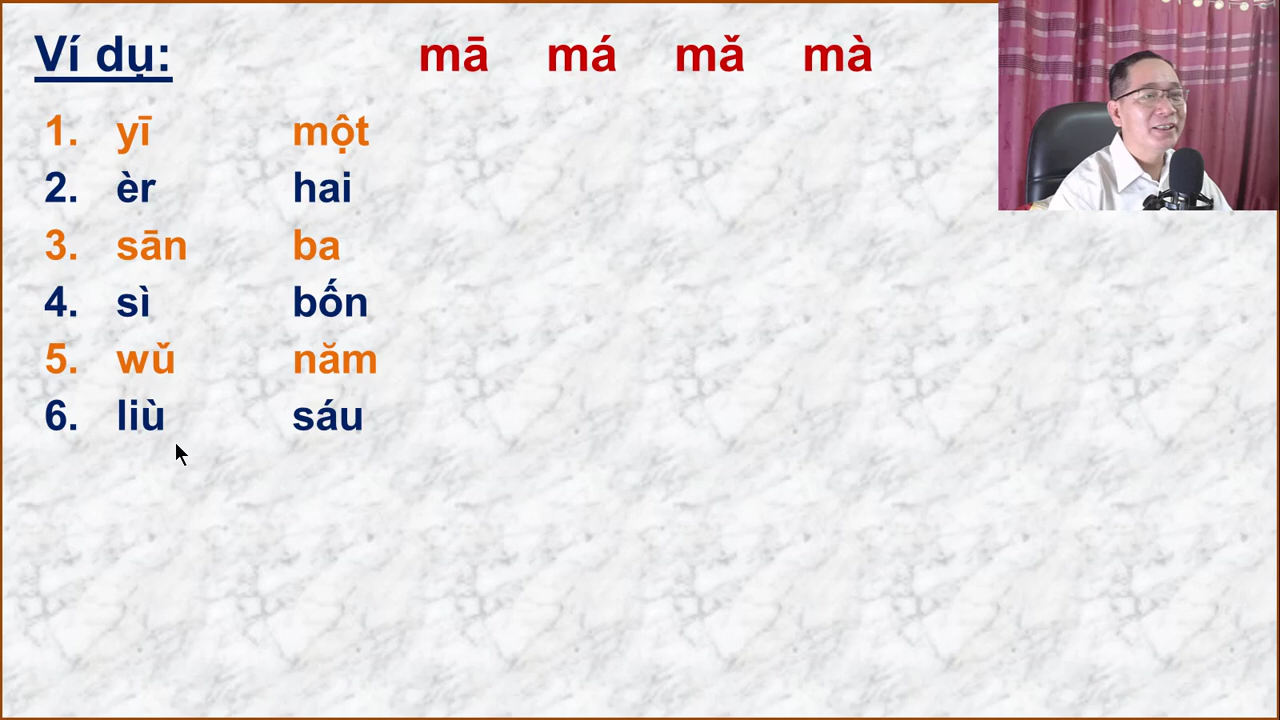 Ví dụ: mā má mǎ mà
1. yī một
2. èr hai
3. sān ba
4. sì bốn
5. wǔ năm
6. liù sáu